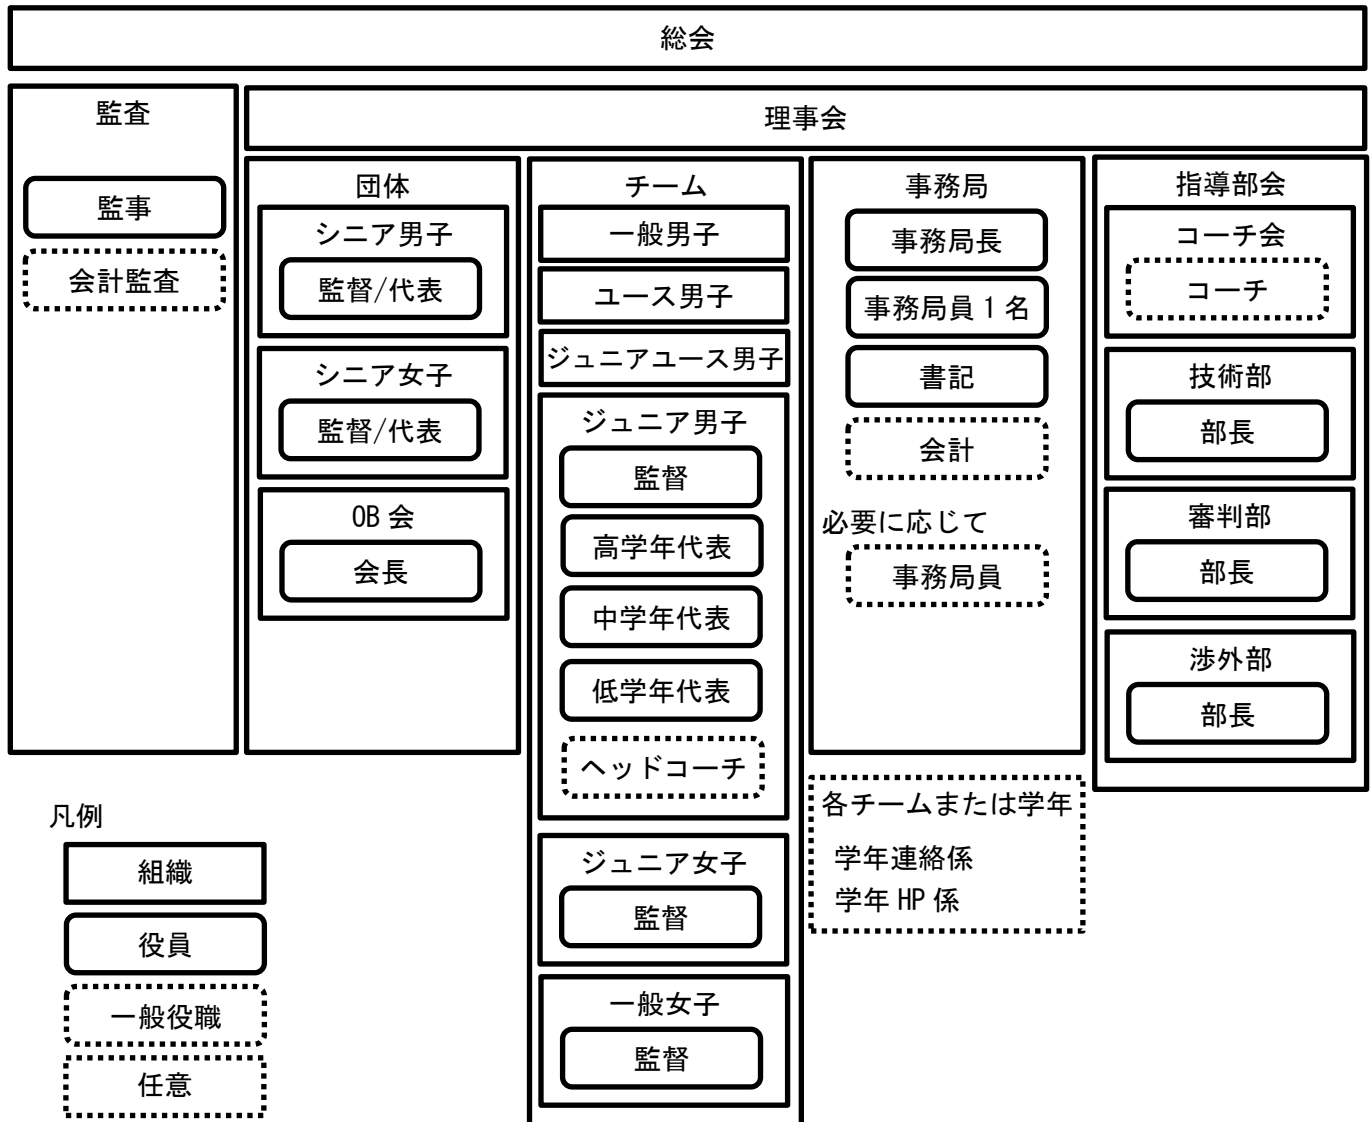 総会
監査
監事
会計監査
理事会
団体
シニア男子
監督/代表
シニア女子
監督/代表
OB 会
会長
チーム
一般男子
ユース男子
ジュニアユース男子
ジュニア男子
監督
高学年代表
中学年代表
低学年代表
ヘッドコーチ
ジュニア女子
監督
一般女子
監督
事務局
事務局長
事務局員 1 名
書記
会計
必要に応じて
事務局員
各チームまたは学年
学年連絡係
学年 HP 係
指導部会
コーチ会
コーチ
技術部
部長
審判部
部長
渉外部
部長
凡例
組織
役員
一般役職
任意